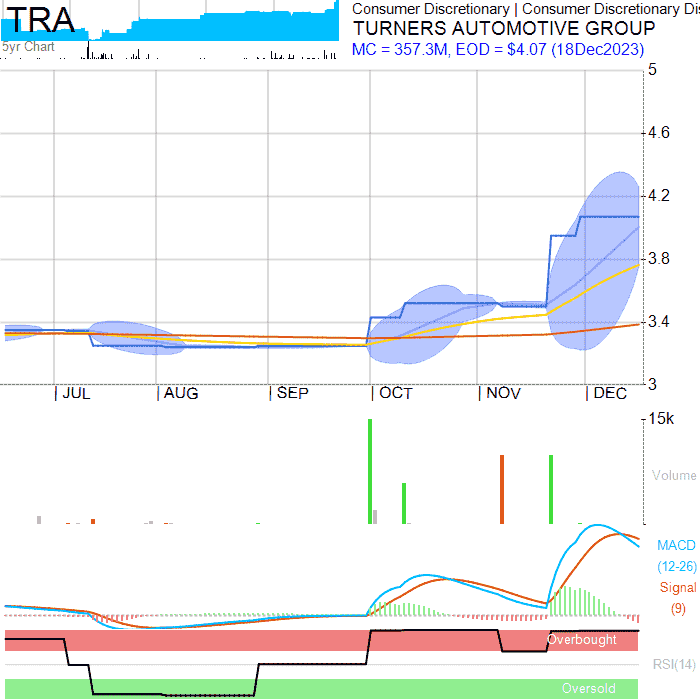 TRA
5yr Chart
Consumer Discretionary | Consumer Discretionary Dis
TURNERS AUTOMOTIVE GROUP
MC = 357.3M, EOD = $4.07 (18Dec2023)
5
4.6
4.2
3.8
3.4
3
JUL
AUG
SEP
OCT
NOV
DEC
15k
Volume
MACD
(12-26)
Signal
(9)
Overbought
RSI(14)
Oversold